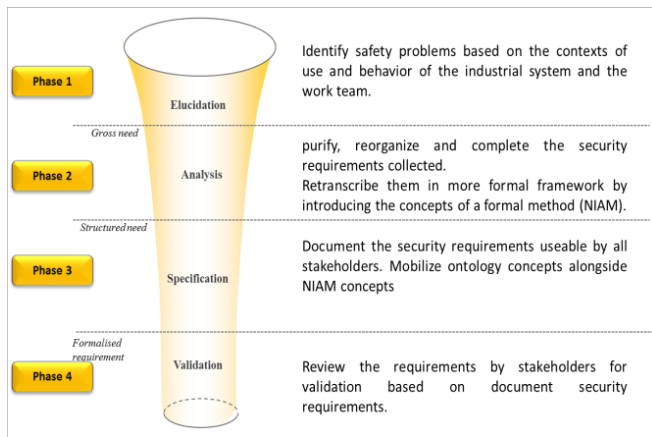 Identify safety problems based on the contexts of
use and behavior of the industrial system and the
work team.
Phase 1
Elucidation
Gross need
purify, reorganize and complete the security
requirements collected.
Retranscribe them in more formal framework by
introducing the concepts of a formal method (NIAM).
Phase 2
Analysis
Structured need
Document the security requirements useable by all
stakeholders. Mobilize ontology concepts alongside
NIAM concepts
Phase 3
Specification
Formalised
requirement
Validation
Phase 4
Review the requirements by stakeholders for
validation based on document security
requirements.